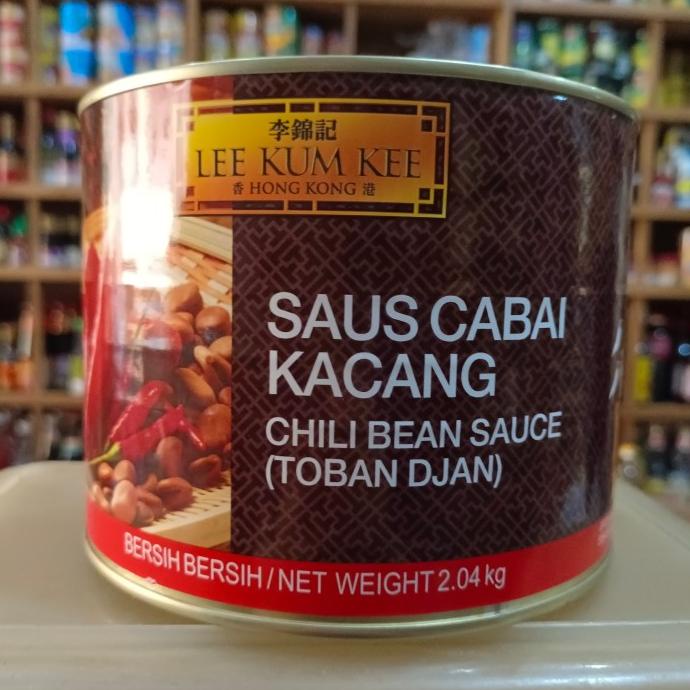 李錦記
LEE KUM KEE
香 HONG KONG 港
SAUS CABAI
KACANG
CHILI BEAN SAUCE
(TOBAN DJAN)
BERSIH BERSIH / NET WEIGHT 2.04 kg